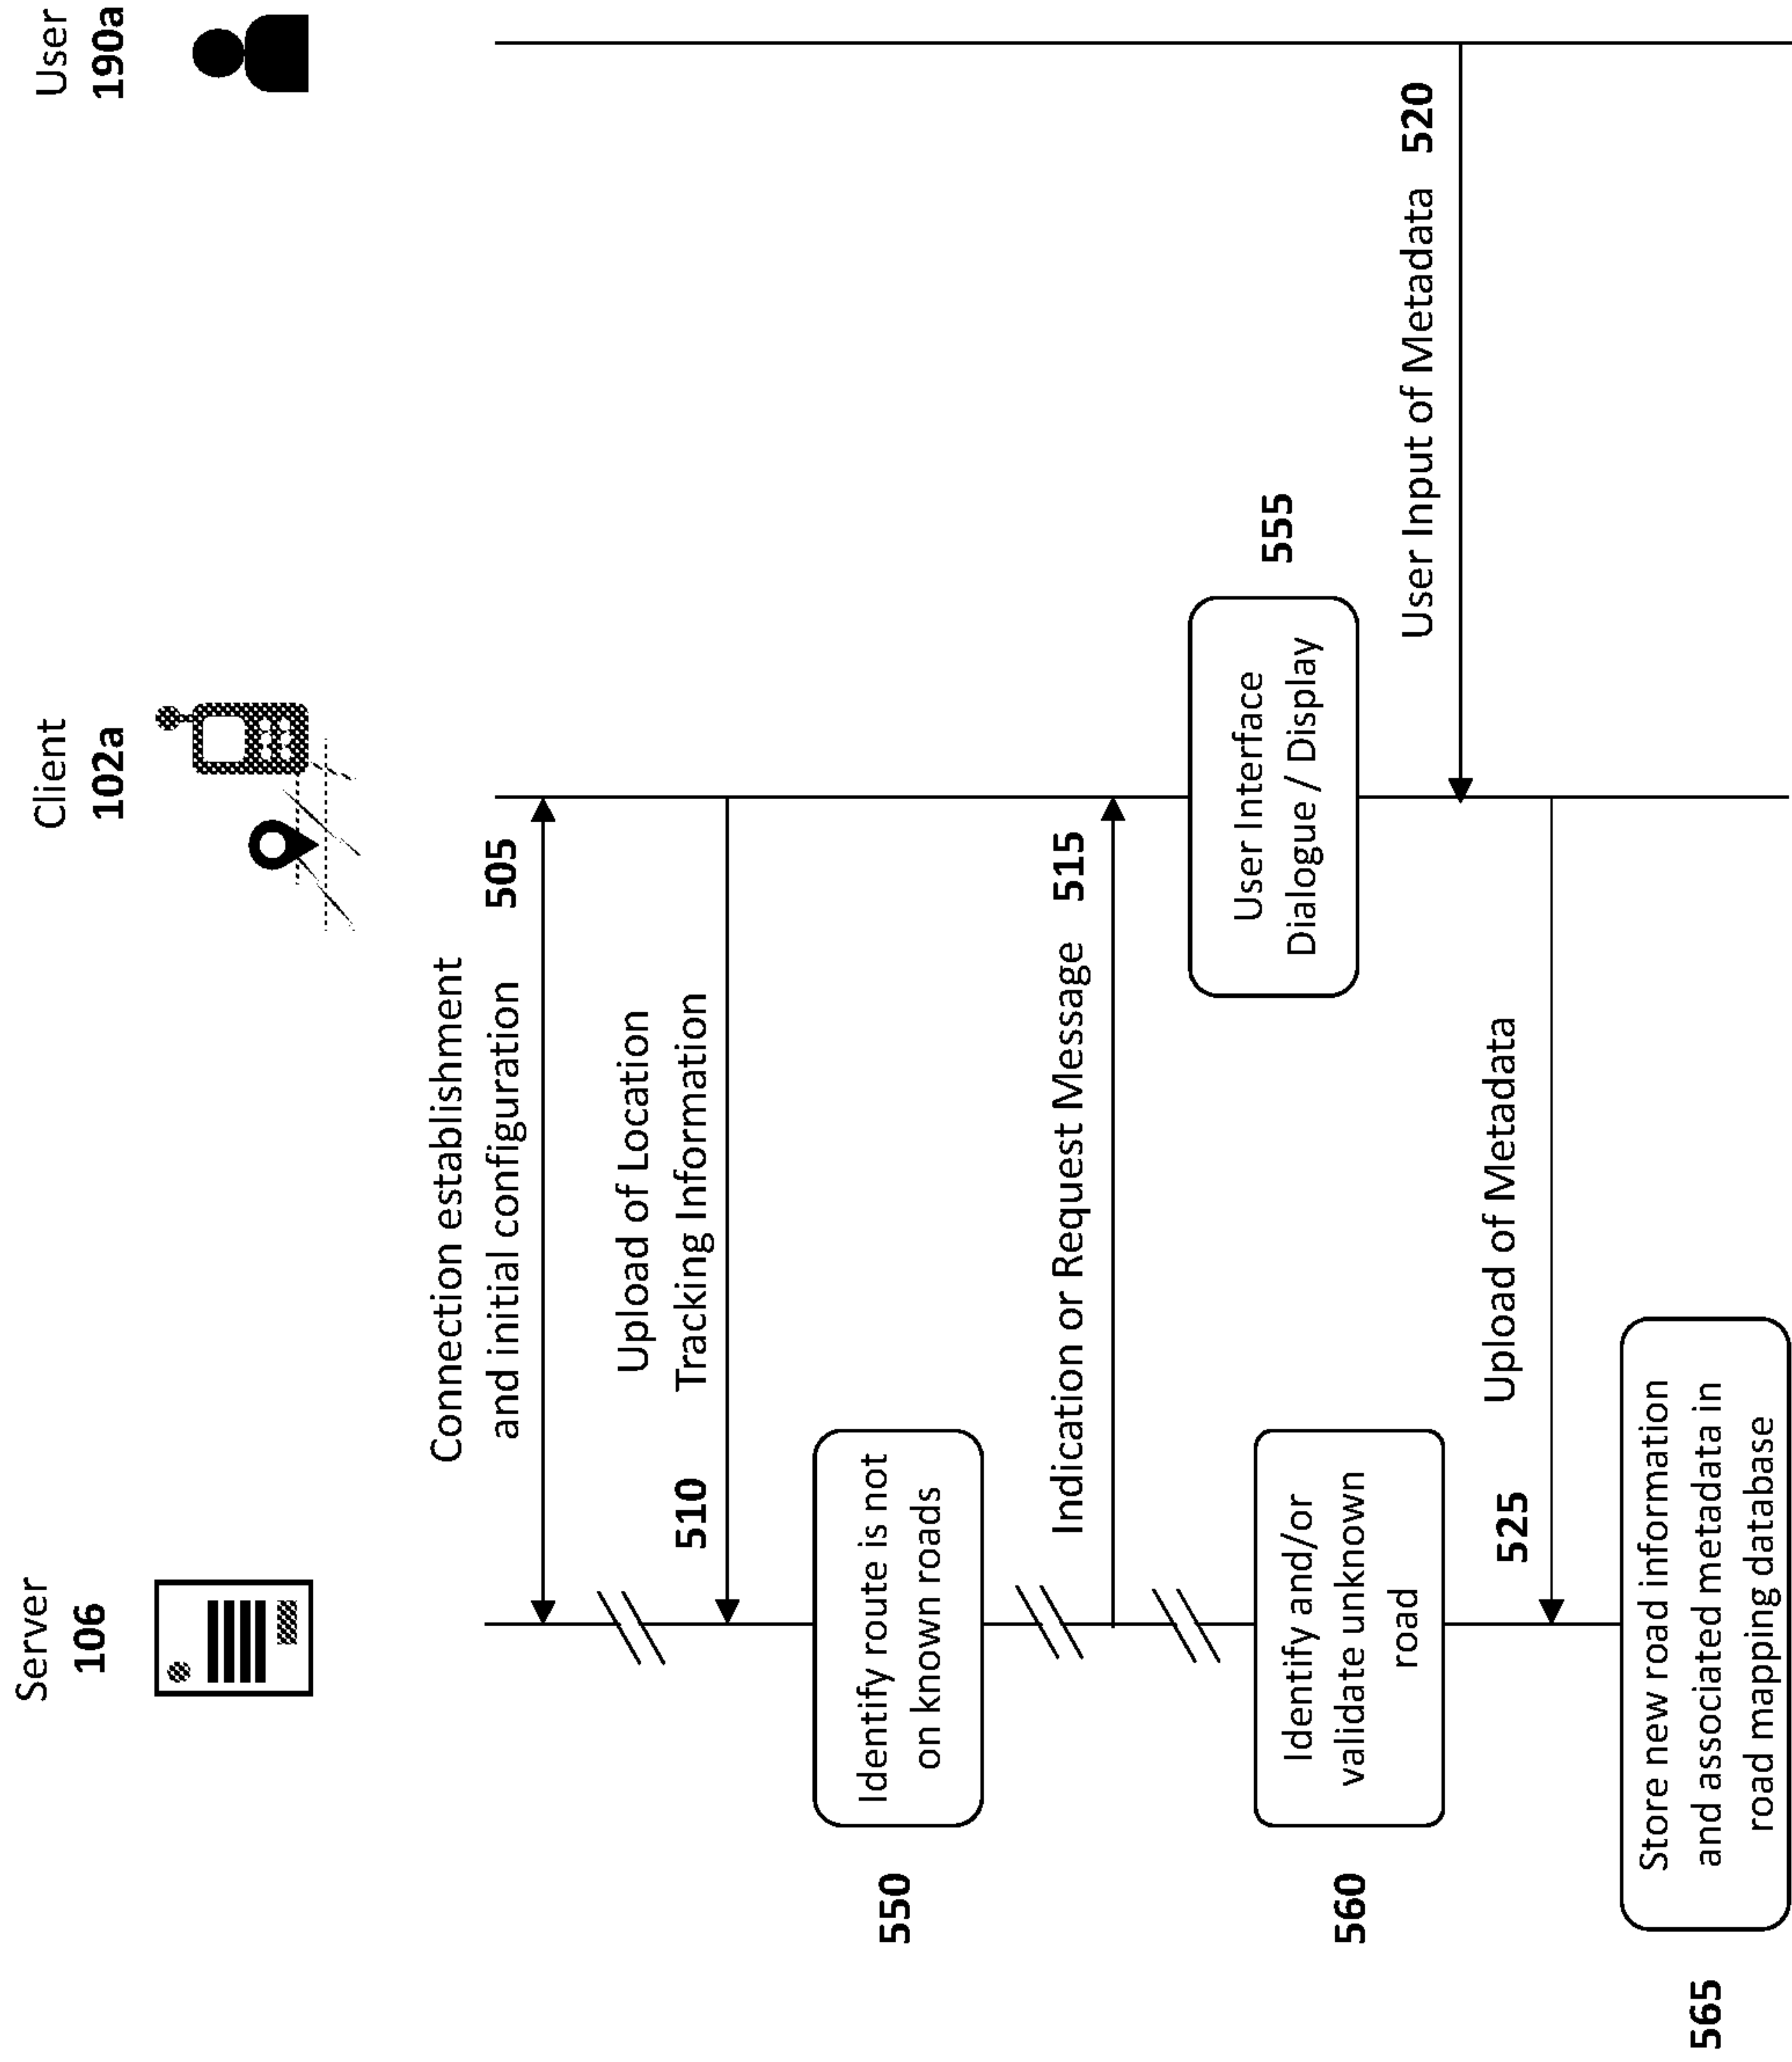 Server
106
Client
102a
User
190a
Connection establishment
and initial configuration 505
Upload of Location
510 Tracking Information
Identify route is not
on known roads
550
Indication or Request Message 515
User Interface
Dialogue / Display
555
Identify and/or
validate unknown
road
560
User Input of Metadata 520
Upload of Metadata
525
Store new road information
and associated metadata in
road mapping database
565